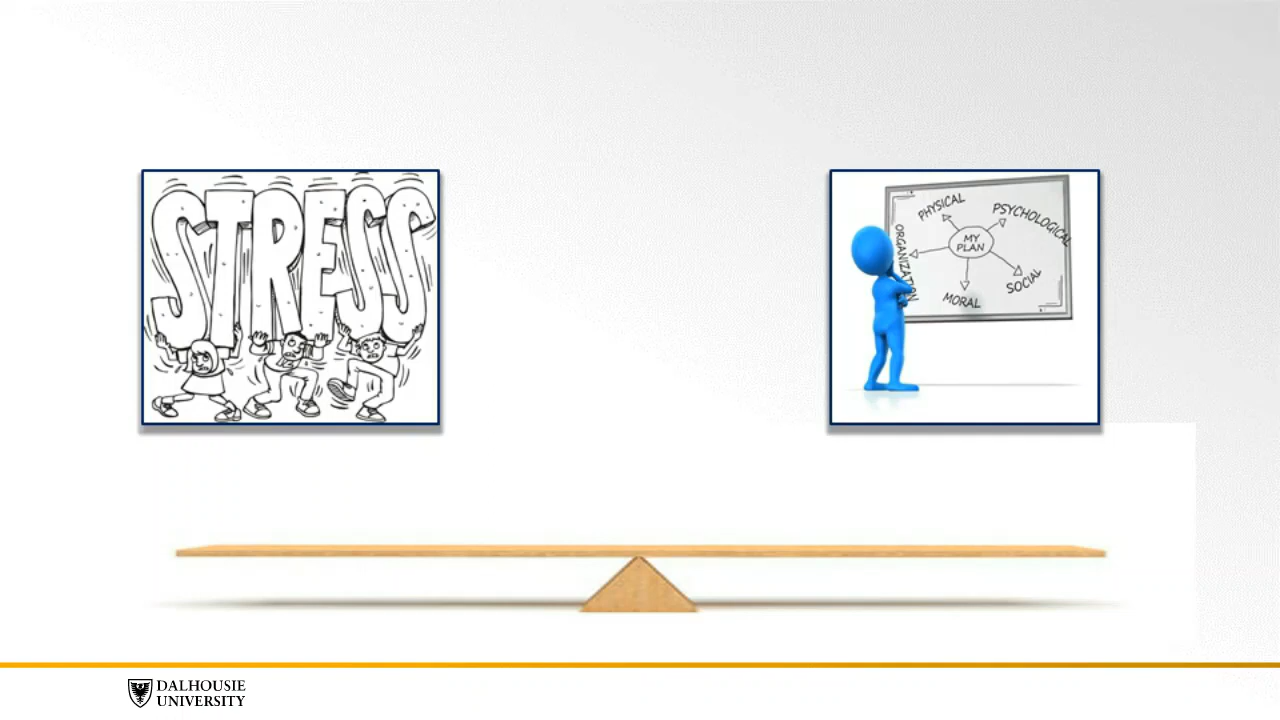 STRESS
PHYSICAL
PSYCHOLOGICAL
ORGANIZATION
MY
PLAN
SOCIAL
MORAL
DALHOUSIE
UNIVERSITY